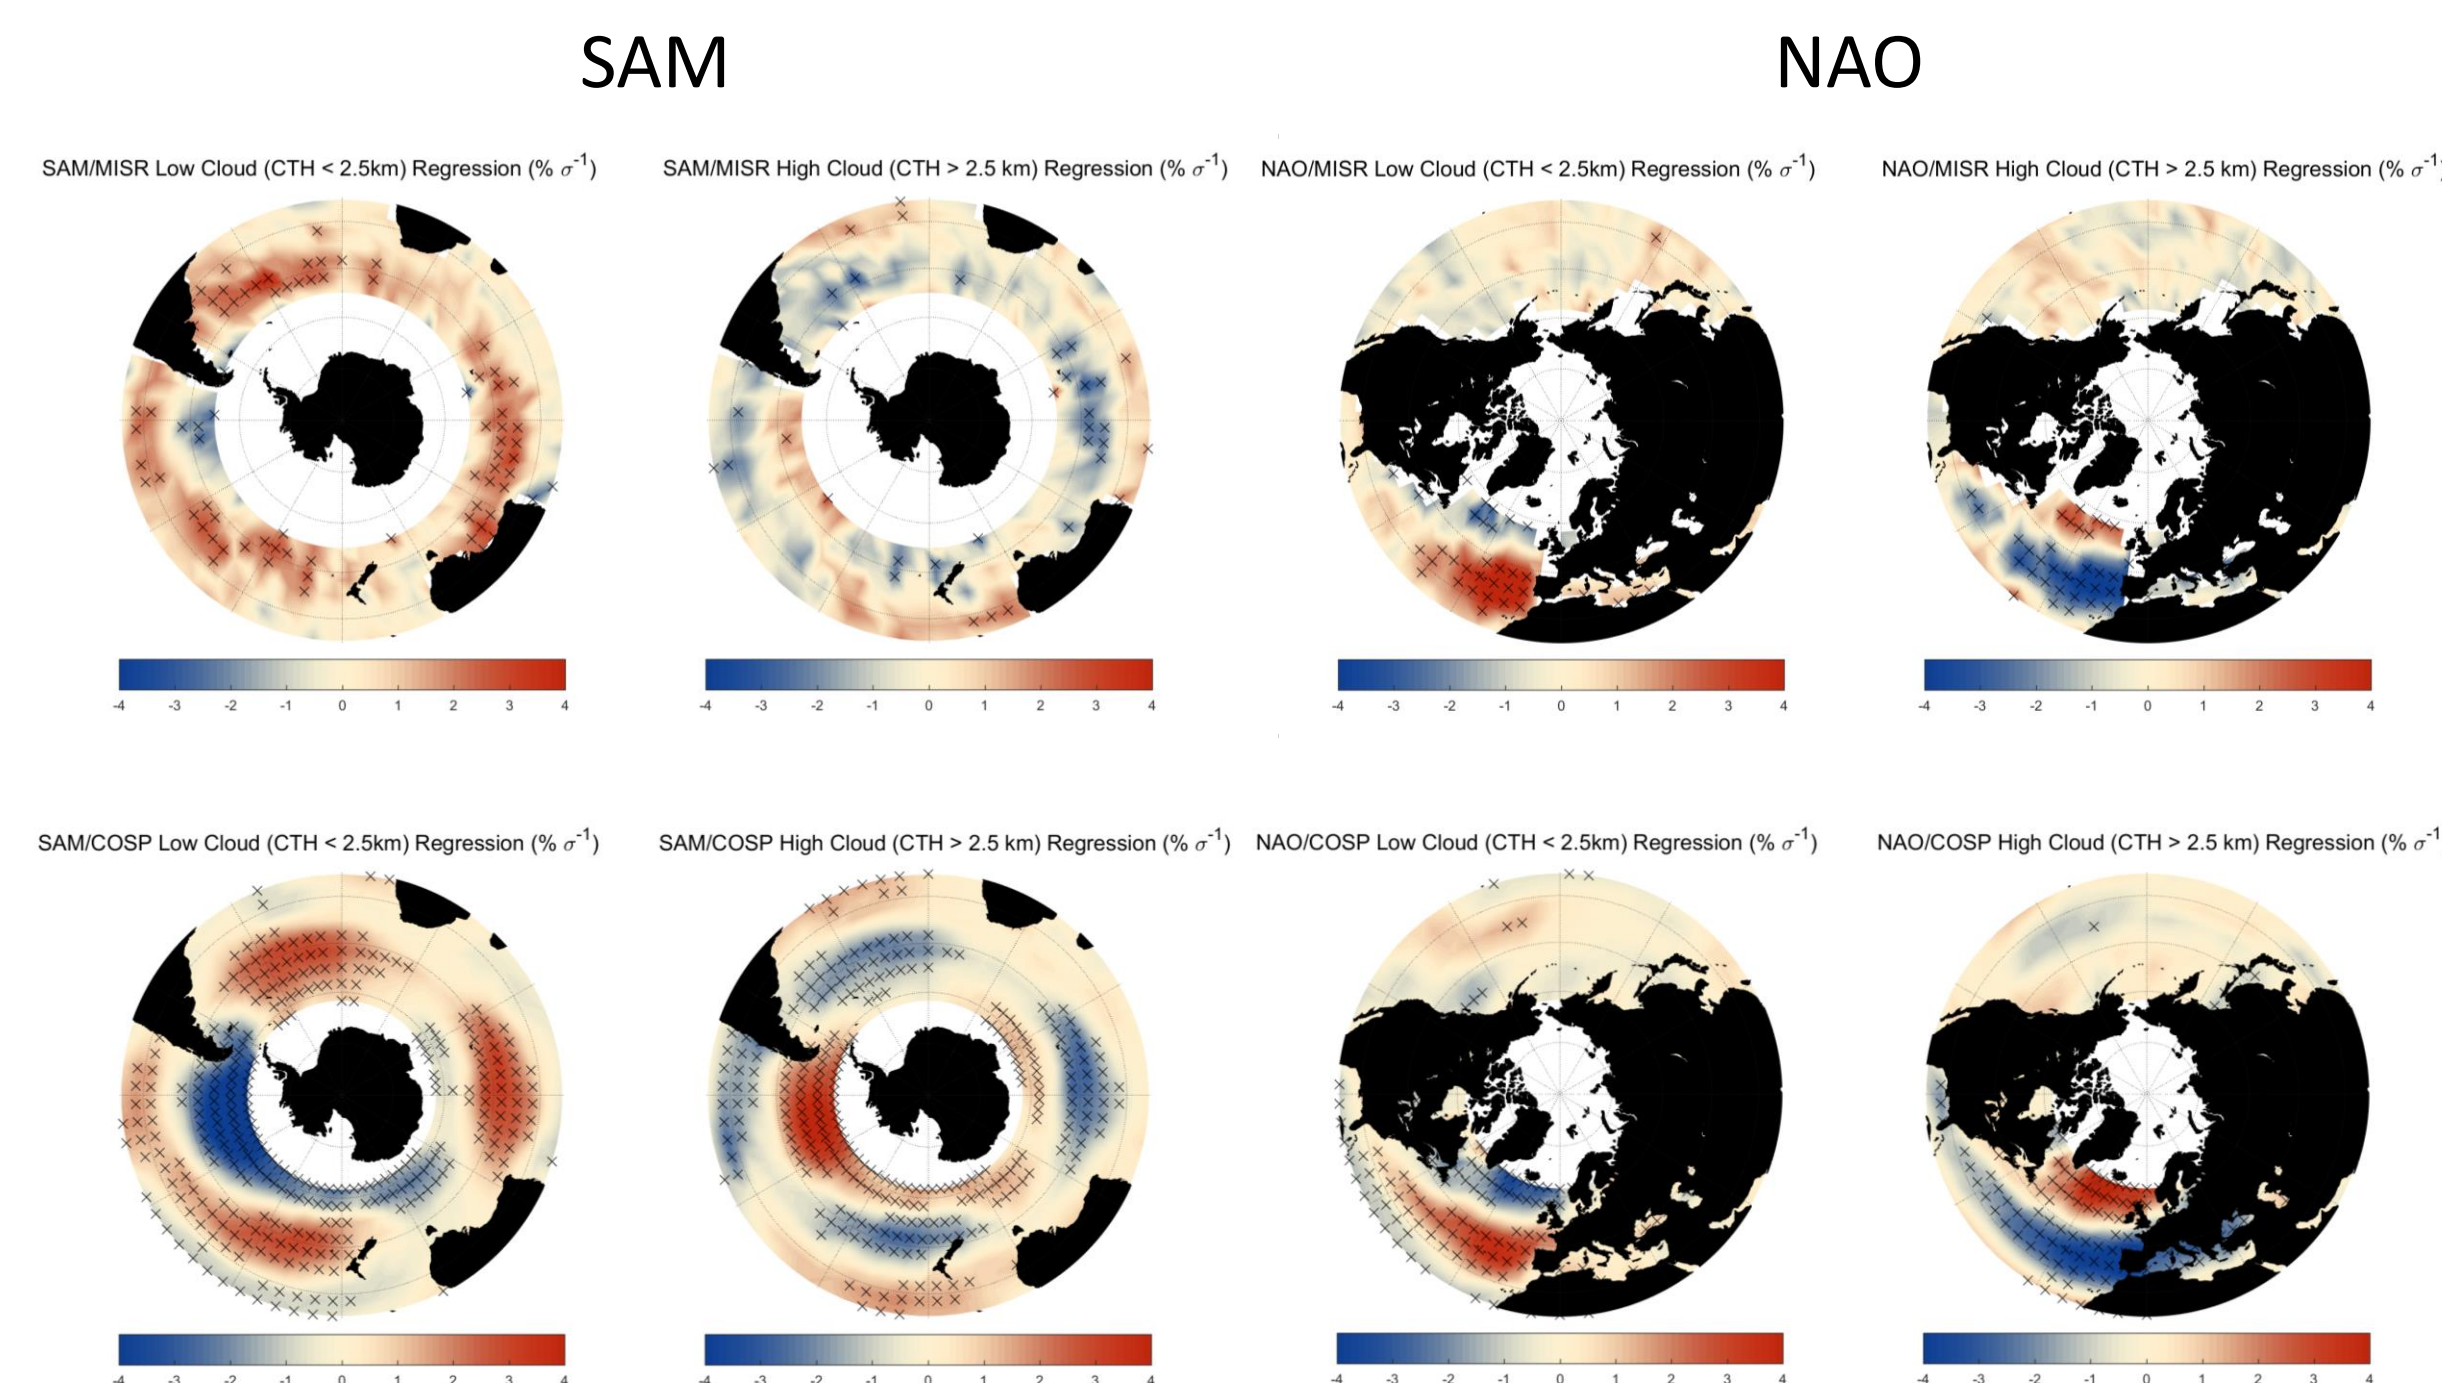 SAM
NAO
SAM/MISR Low Cloud (CTH < 2.5km) Regression (% σ⁻¹)
SAM/MISR High Cloud (CTH > 2.5 km) Regression (% σ⁻¹)
NAO/MISR Low Cloud (CTH < 2.5km) Regression (% σ⁻¹)
NAO/MISR High Cloud (CTH > 2.5 km) Regression (% σ⁻¹
-4 -3 -2 -1 0 1 2 3 4
-4 -3 -2 -1 0 1 2 3 4
-4 -3 -2 -1 0 1 2 3 4
-4 -3 -2 -1 0 1 2 3 4
SAM/COSP Low Cloud (CTH < 2.5km) Regression (% σ⁻¹)
SAM/COSP High Cloud (CTH > 2.5 km) Regression (% σ⁻¹)
NAO/COSP Low Cloud (CTH < 2.5km) Regression (% σ⁻¹)
NAO/COSP High Cloud (CTH > 2.5 km) Regression (% σ⁻¹
-4 -3 -2 -1 0 1 2 3 4
-4 -3 -2 -1 0 1 2 3 4
-4 -3 -2 -1 0 1 2 3 4
-4 -3 -2 -1 0 1 2 3 4